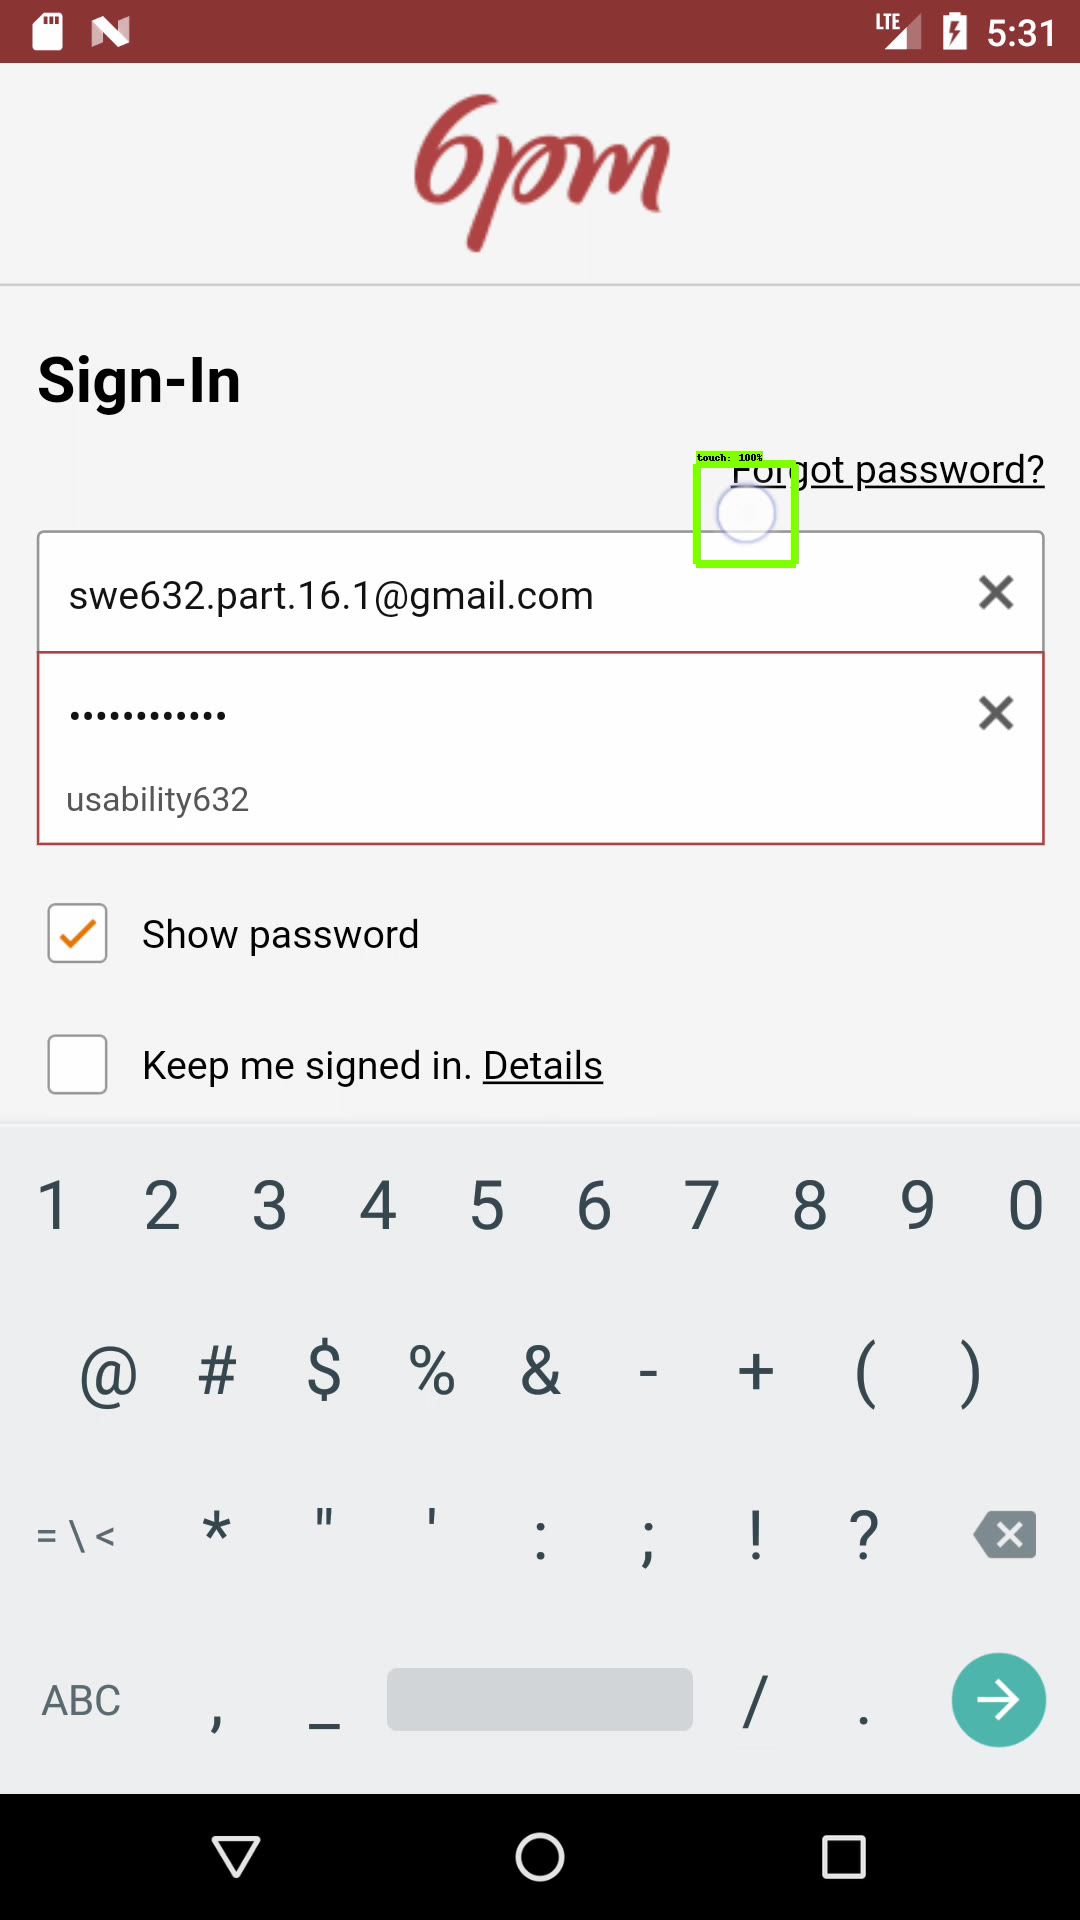 LTE 5:31
6pm
Sign-In
touch: 100%
Forgot password?
swe632.part.16.1@gmail.com
••••••••••••
usability632
Show password
Keep me signed in. Details
1 2 3 4 5 6 7 8 9 0
@ # $ % & - + ( )
= \ < * " ' : ; ! ?
ABC , _ / .